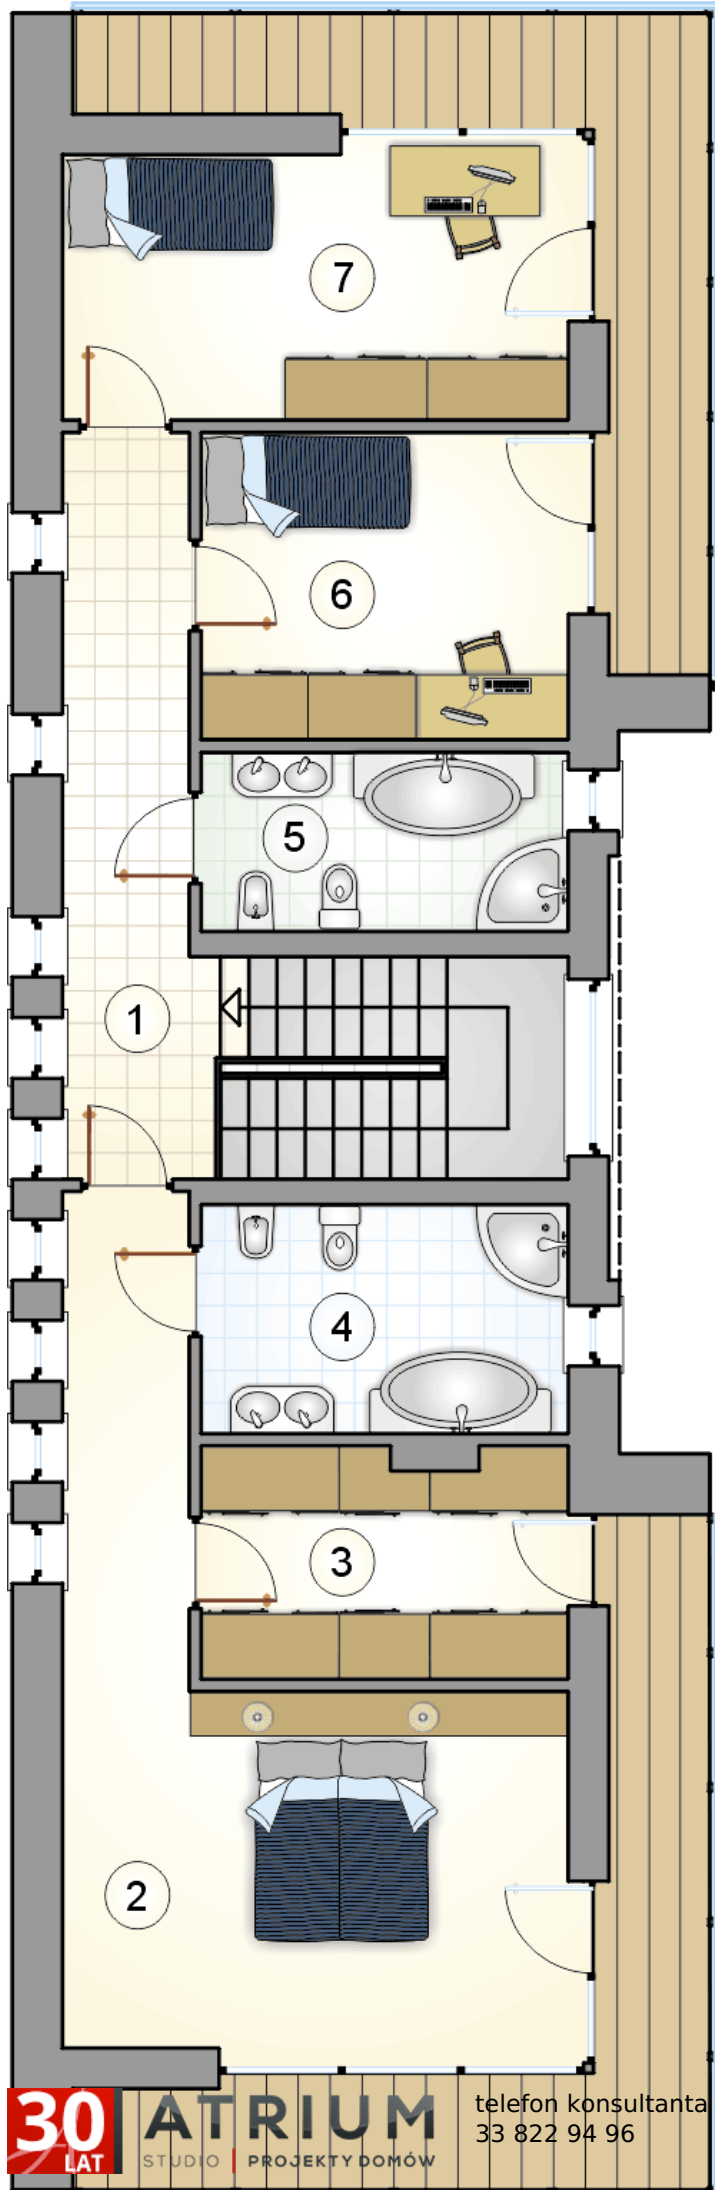 7
6
5
1
4
3
2
30
LAT
ATRIUM
STUDIO | PROJEKTY DOMÓW
telefon konsultanta
33 822 94 96